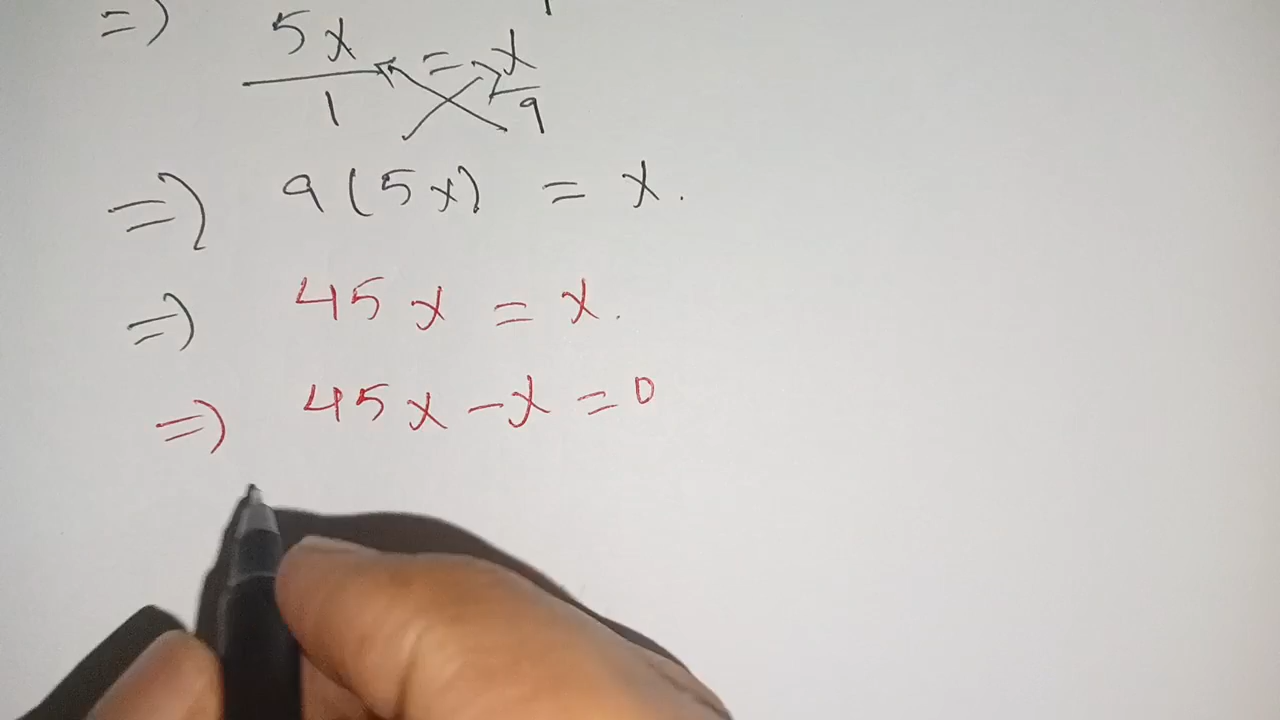 => 5x/1 = x/9
=> 9(5x) = x.
=> 45x = x.
=> 45x - x = 0